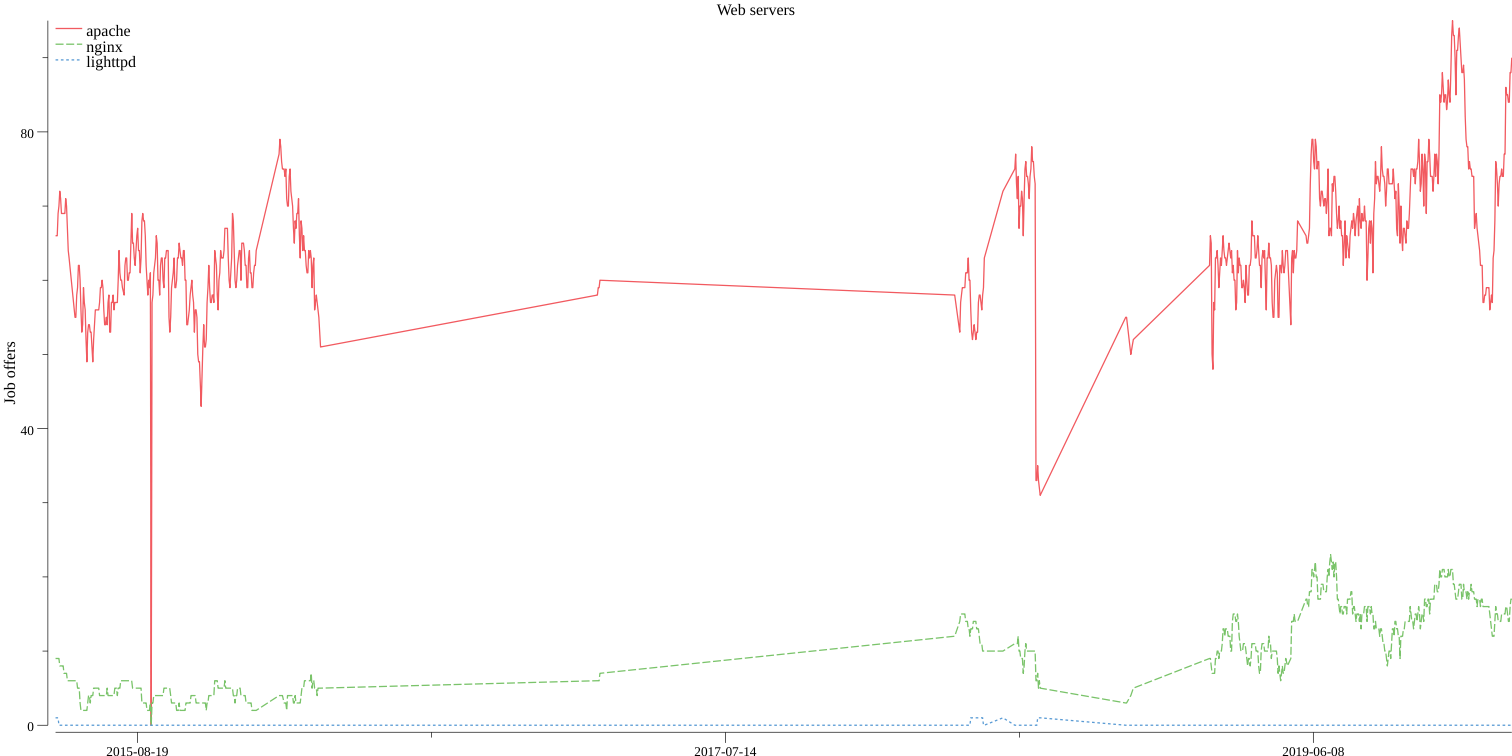 Web servers
apache
nginx
lighttpd
80
40
0
Job offers
2015-08-19
2017-07-14
2019-06-08